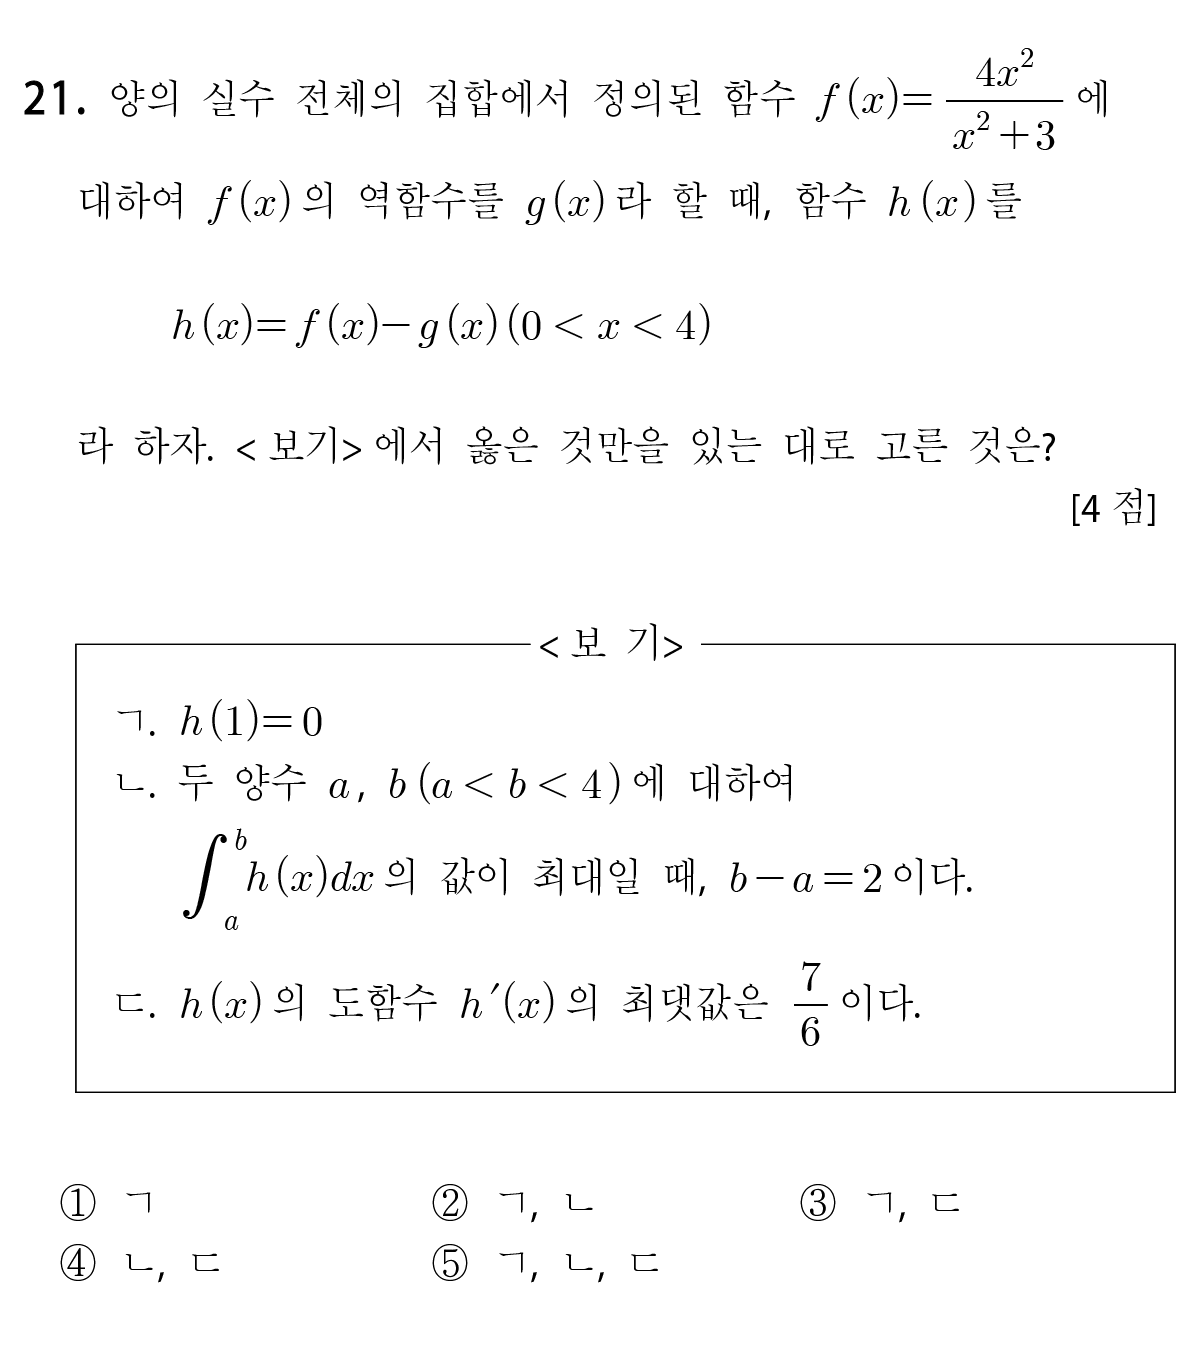 21. 양의 실수 전체의 집합에서 정의된 함수 f(x)=\frac{4x^2}{x^2+3}에
대하여 f(x)의 역함수를 g(x)라 할 때, 함수 h(x)를
h(x)=f(x)-g(x)(0<x<4)
라 하자. <보기>에서 옳은 것만을 있는 대로 고른 것은?
[4 점]
<보 기>
ㄱ. h(1)=0
ㄴ. 두 양수 a, b(a<b<4)에 대하여
\int_a^b h(x)dx의 값이 최대일 때, b-a=2이다.
ㄷ. h(x)의 도함수 h′(x)의 최댓값은 \frac{7}{6}이다.
① ㄱ ② ㄱ, ㄴ ③ ㄱ, ㄷ
④ ㄴ, ㄷ ⑤ ㄱ, ㄴ, ㄷ